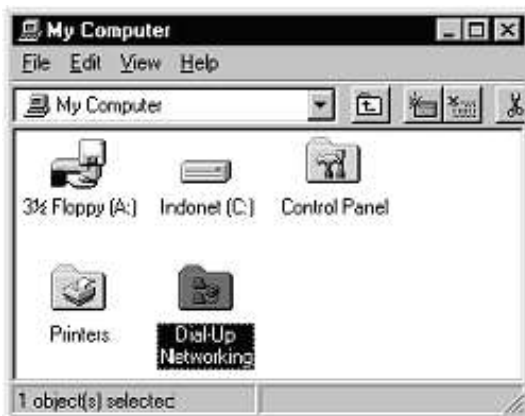 My Computer
File Edit View Help
My Computer
3½ Floppy (A:) Indonet (C:) Control Panel
Printers Dial-Up
Networking
1 object(s) selected